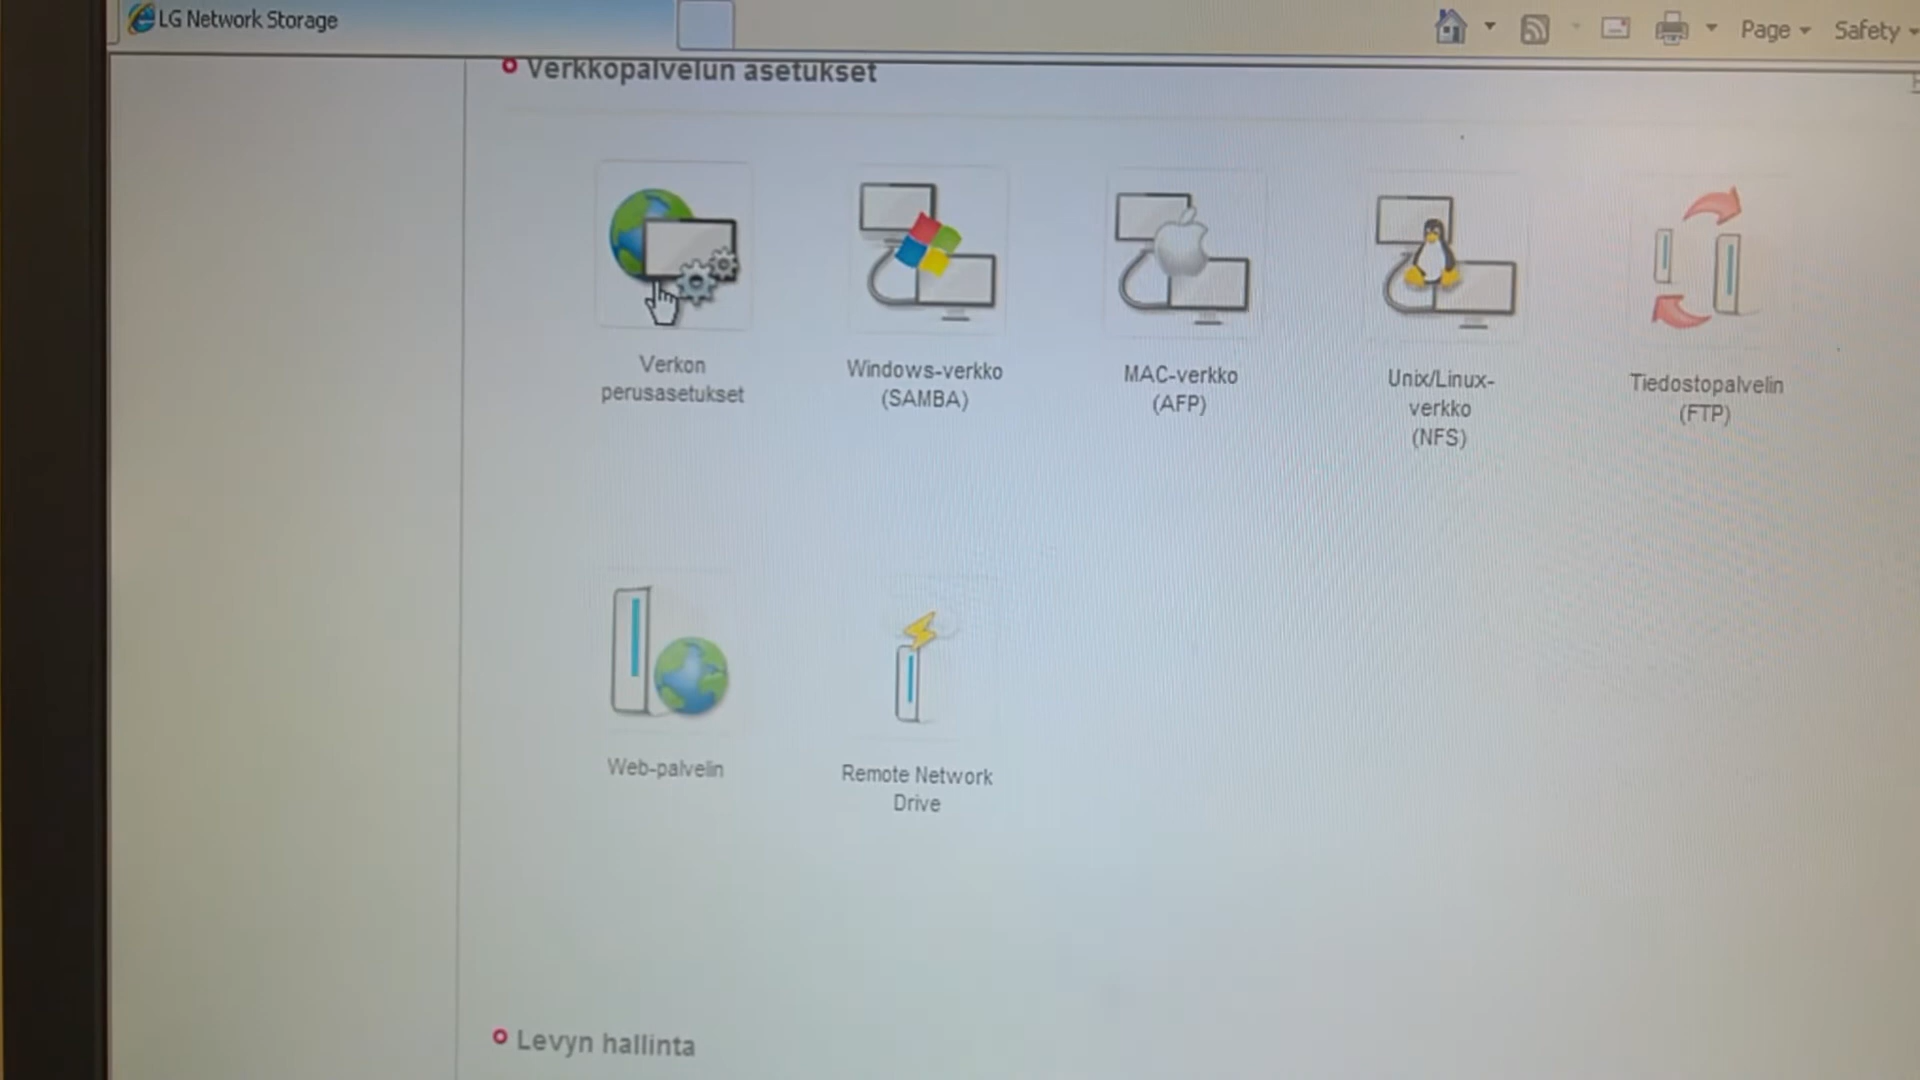 LG Network Storage
Page
Safety
Verkkopalvelun asetukset
Verkon
perusasetukset
Windows-verkko
(SAMBA)
MAC-verkko
(AFP)
Unix/Linux-
verkko
(NFS)
Tiedostopalvelin
(FTP)
Web-palvelin
Remote Network
Drive
Levyn hallinta